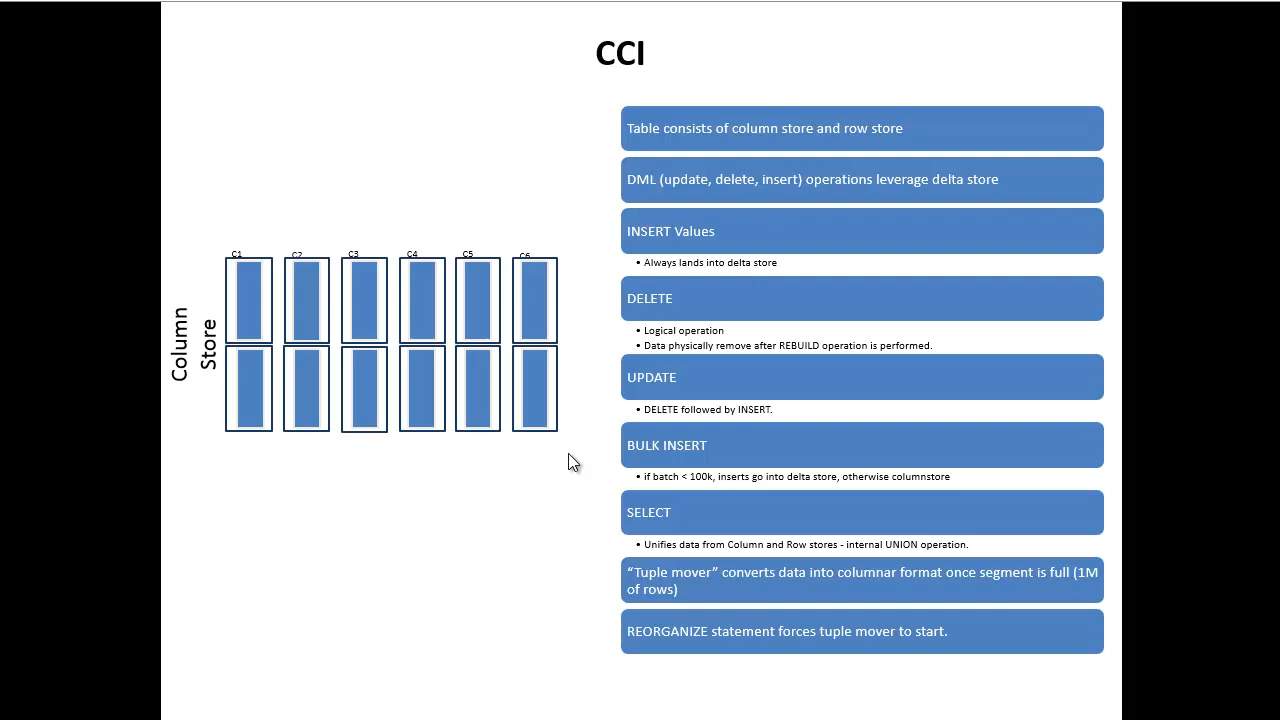 CCI
Table consists of column store and row store
DML (update, delete, insert) operations leverage delta store
INSERT Values
• Always lands into delta store
DELETE
• Logical operation
• Data physically remove after REBUILD operation is performed.
UPDATE
• DELETE followed by INSERT.
BULK INSERT
• if batch < 100k, inserts go into delta store, otherwise columnstore
SELECT
• Unifies data from Column and Row stores - internal UNION operation.
“Tuple mover” converts data into columnar format once segment is full (1M
of rows)
REORGANIZE statement forces tuple mover to start.
C1 C2 C3 C4 C5 C6
Column
Store